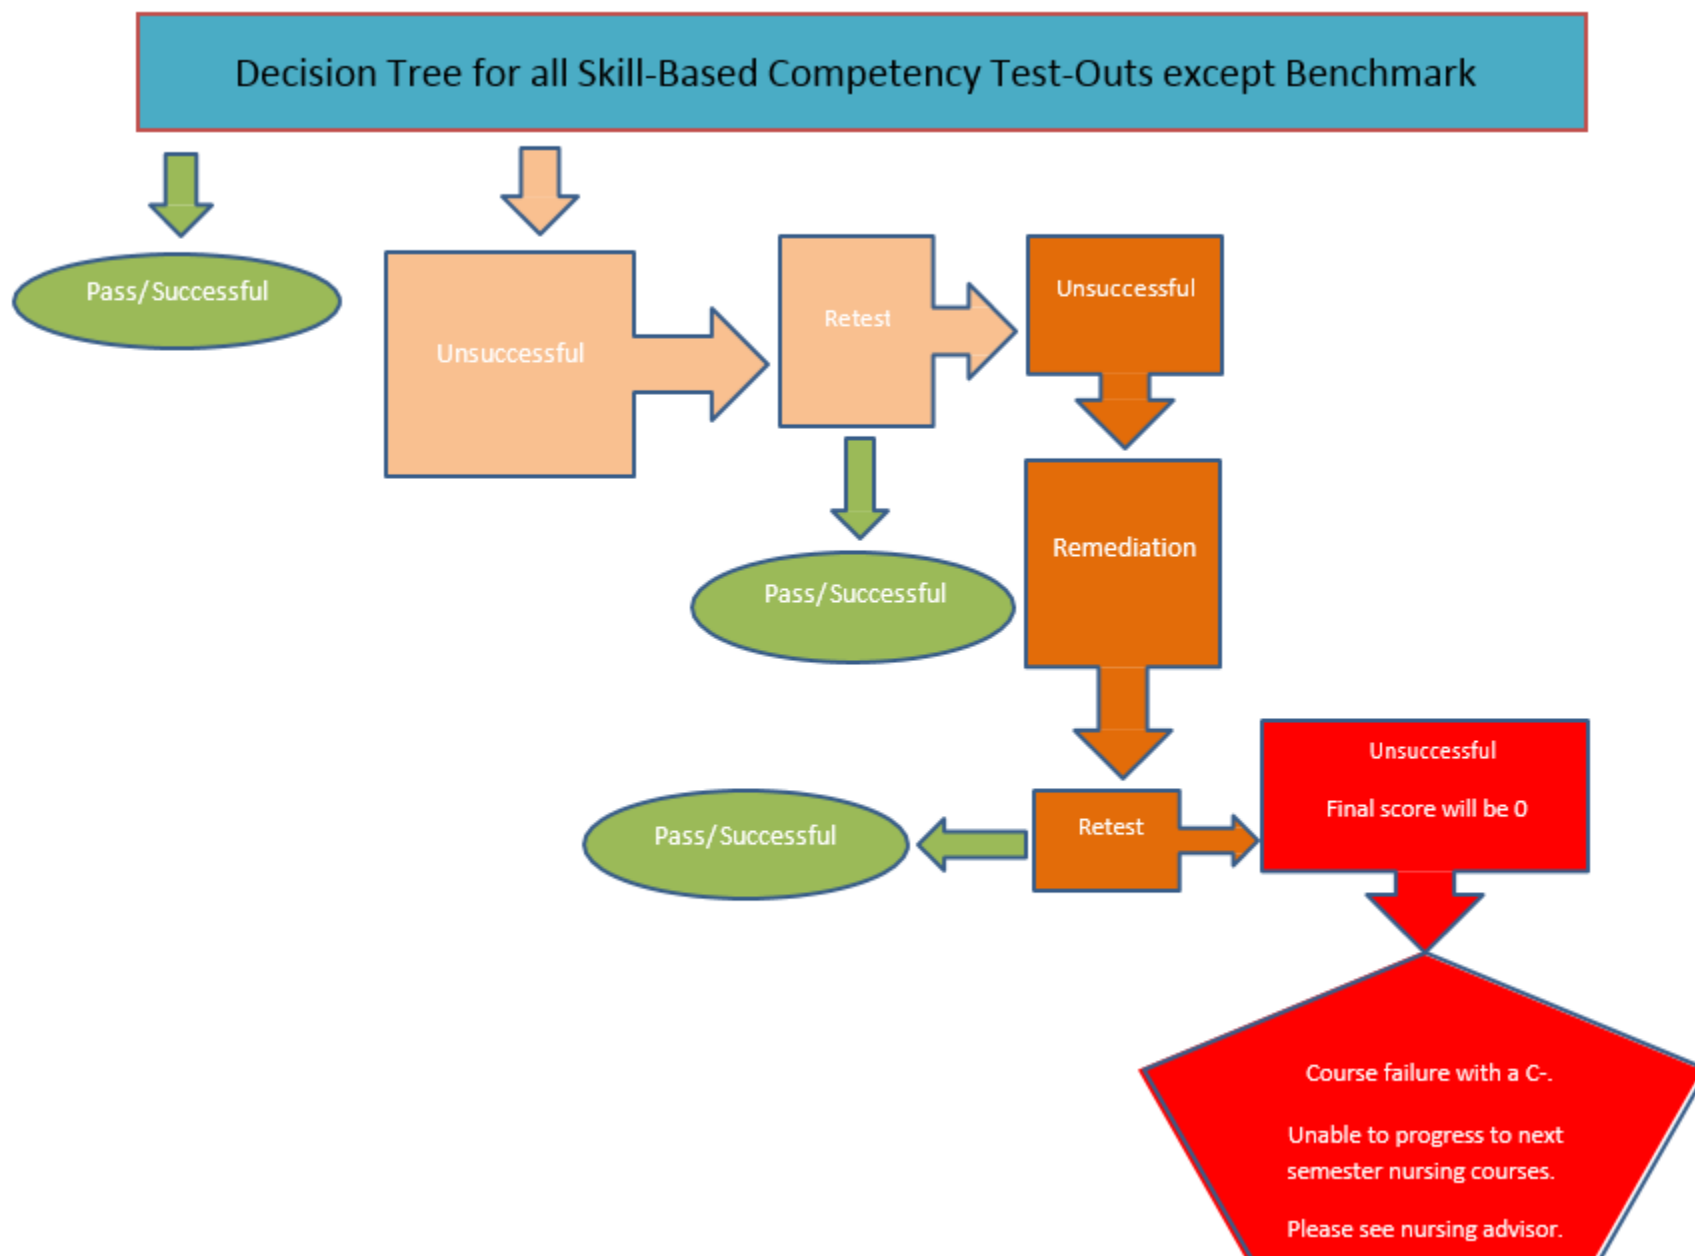 Decision Tree for all Skill-Based Competency Test-Outs except Benchmark
Pass/Successful
Unsuccessful
Retest
Unsuccessful
Pass/Successful
Remediation
Pass/Successful
Retest
Unsuccessful
Final score will be 0
Course failure with a C-.
Unable to progress to next
semester nursing courses.
Please see nursing advisor.